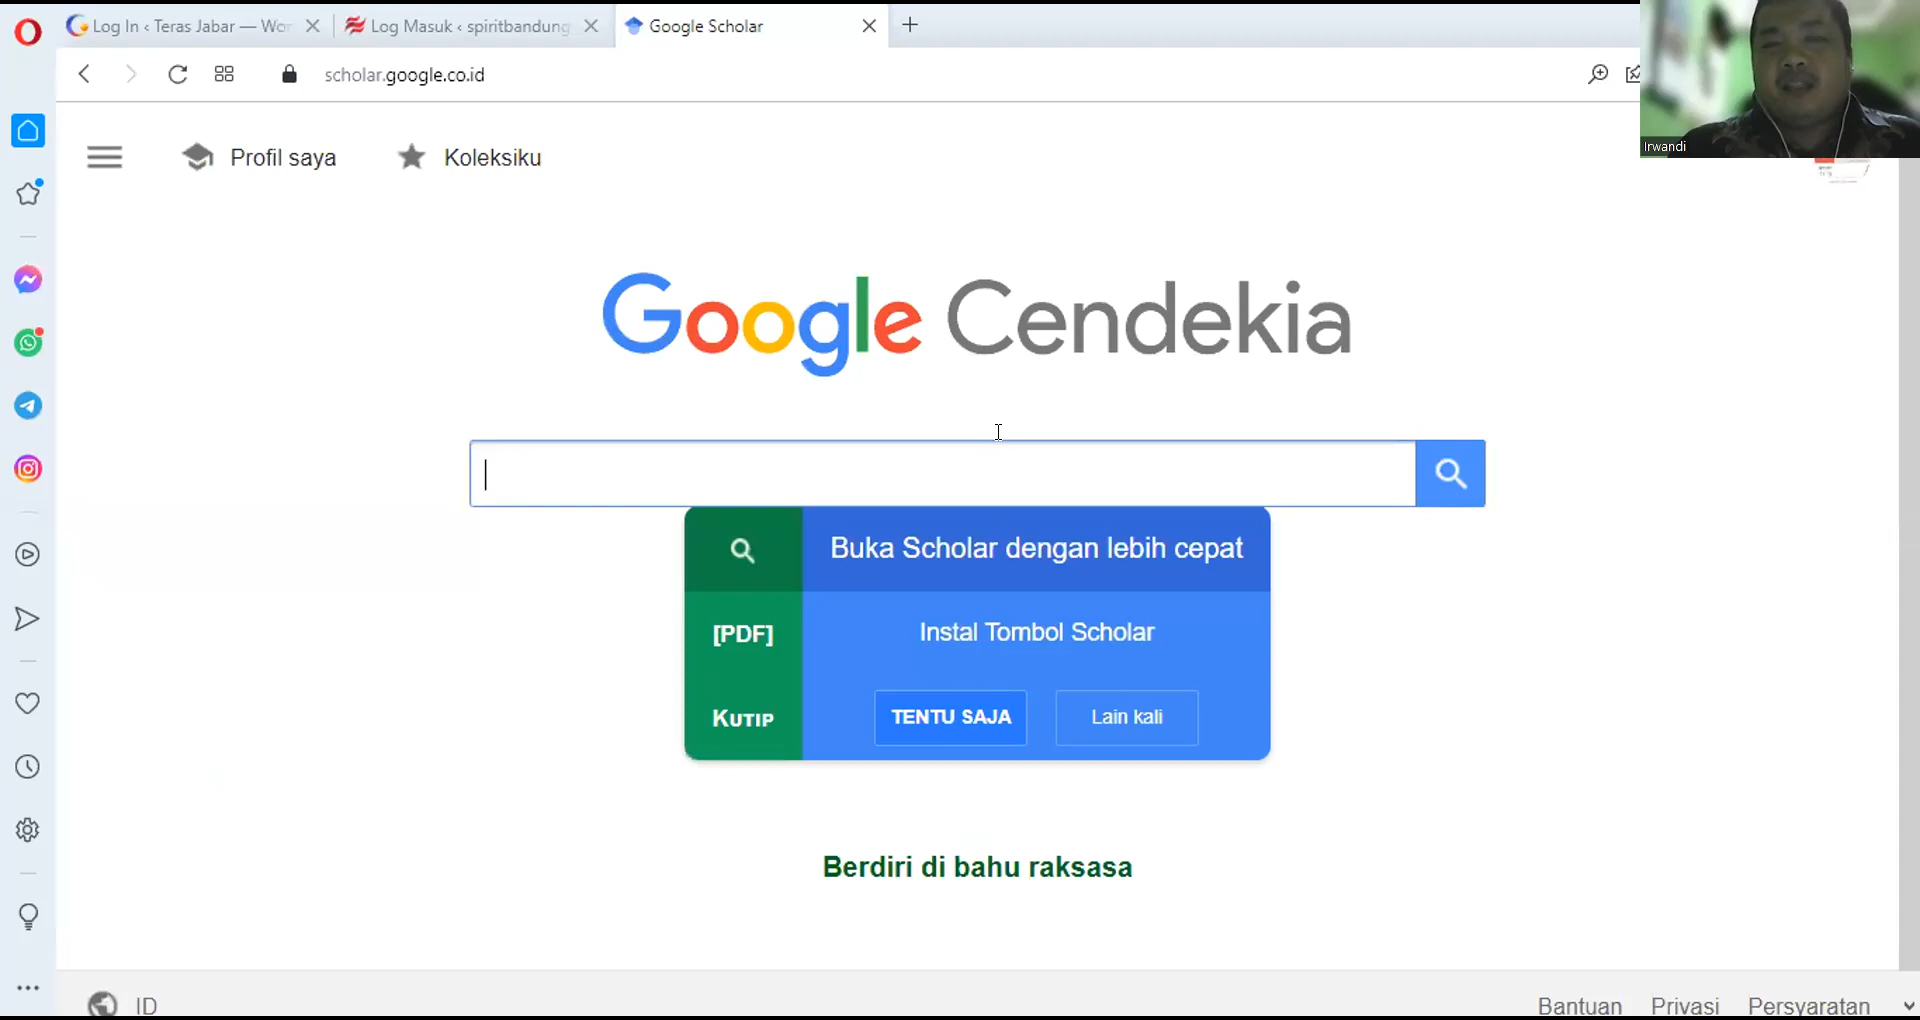 Log In ‹ Teras Jabar — Wor
Log Masuk ‹ spiritbandung
Google Scholar
scholar.google.co.id
Irwandi
Profil saya
Koleksiku
Google Cendekia
Buka Scholar dengan lebih cepat
[PDF]
Instal Tombol Scholar
KUTIP
TENTU SAJA
Lain kali
Berdiri di bahu raksasa
ID
Bantuan
Privasi
Persyaratan